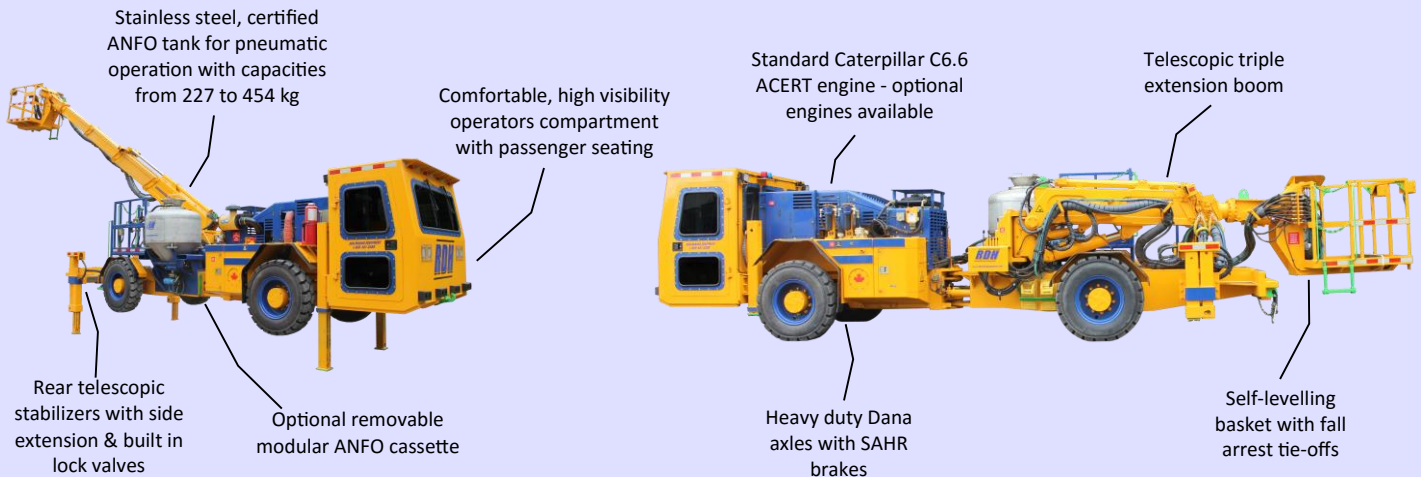 Stainless steel, certified
ANFO tank for pneumatic
operation with capacities
from 227 to 454 kg
Comfortable, high visibility
operators compartment
with passenger seating
Standard Caterpillar C6.6
ACERT engine - optional
engines available
Telescopic triple
extension boom
RDH
RDH
Rear telescopic
stabilizers with side
extension & built in
lock valves
Optional removable
modular ANFO cassette
Heavy duty Dana
axles with SAHR
brakes
Self-levelling
basket with fall
arrest tie-offs